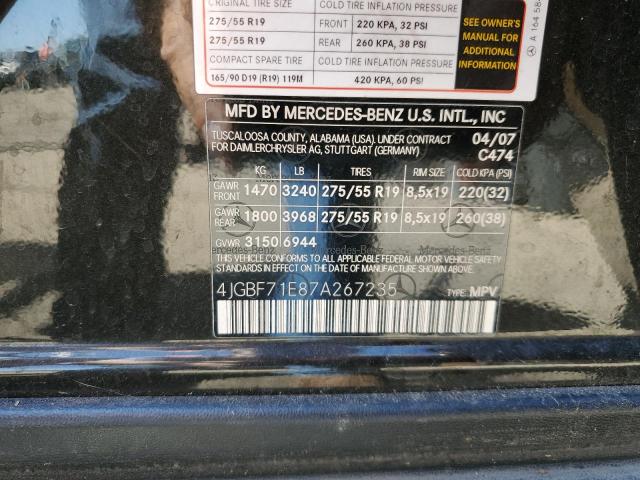 ORIGINAL TIRE SIZE COLD TIRE INFLATION PRESSURE
275/55 R19 FRONT 220 KPA, 32 PSI
275/55 R19 REAR 260 KPA, 38 PSI
COMPACT SPARE TIRE COLD TIRE INFLATION PRESSURE
165/90 D19 (R19) 119M 420 KPA, 60 PSI
SEE OWNER'S
MANUAL FOR
ADDITIONAL
INFORMATION
A 164 584
MFD BY MERCEDES-BENZ U.S. INTL., INC
TUSCALOOSA COUNTY, ALABAMA (USA). UNDER CONTRACT 04/07
FOR DAIMLERCHRYSLER AG, STUTTGART (GERMANY) C474
KG LB TIRES RIM SIZE COLD KPA (PSI)
GAWR FRONT 1470 3240 275/55 R19 8,5x19 220(32)
GAWR REAR 1800 3968 275/55 R19 8,5x19 260(38)
GVWR 3150 6944
Mercedes-Benz Mercedes-Benz
THIS VEHICLE CONFORMS TO ALL APPLICABLE FEDERAL MOTOR VEHICLE SAFETY
STANDARDS IN EFFECT ON THE DATE OF MANUFACTURE SHOWN ABOVE.
4JGBF71E87A267235 TYPE: MPV